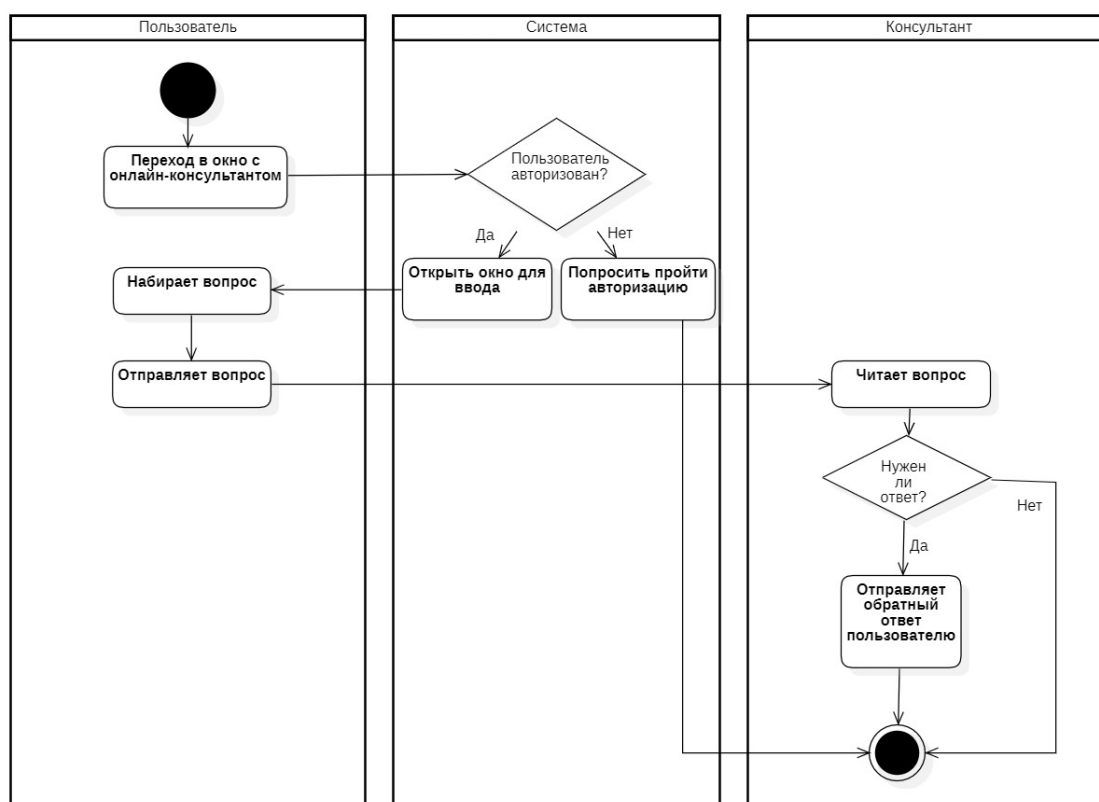 Пользователь
Система
Консультант
Переход в окно с
онлайн-консультантом
Пользователь
авторизован?
Да
Нет
Открыть окно для
ввода
Попросить пройти
авторизацию
Набирает вопрос
Отправляет вопрос
Читает вопрос
Нужен
ли
ответ?
Нет
Да
Отправляет
обратный
ответ
пользователю